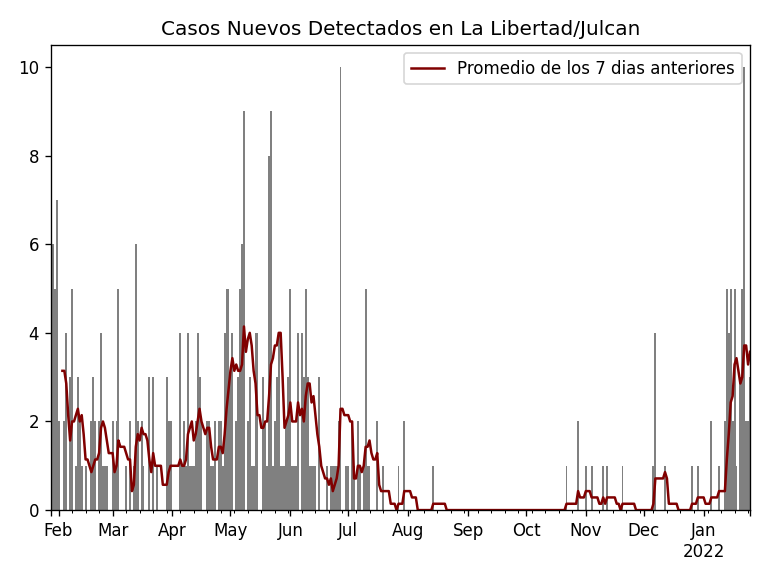 Casos Nuevos Detectados en La Libertad/Julcan
Promedio de los 7 dias anteriores
10
8
6
4
2
0
Feb Mar Apr May Jun Jul Aug Sep Oct Nov Dec Jan
2022